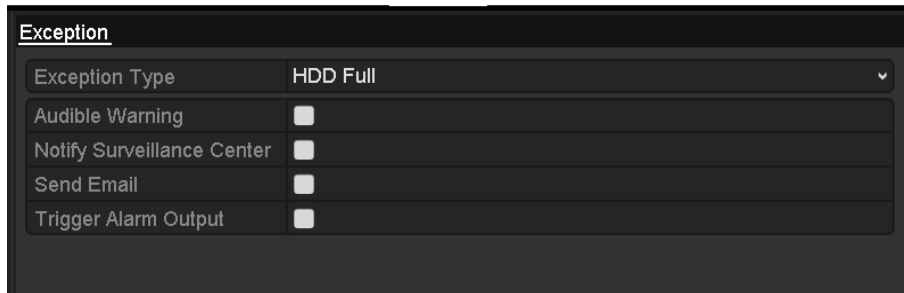 Exception
Exception Type HDD Full
Audible Warning
Notify Surveillance Center
Send Email
Trigger Alarm Output